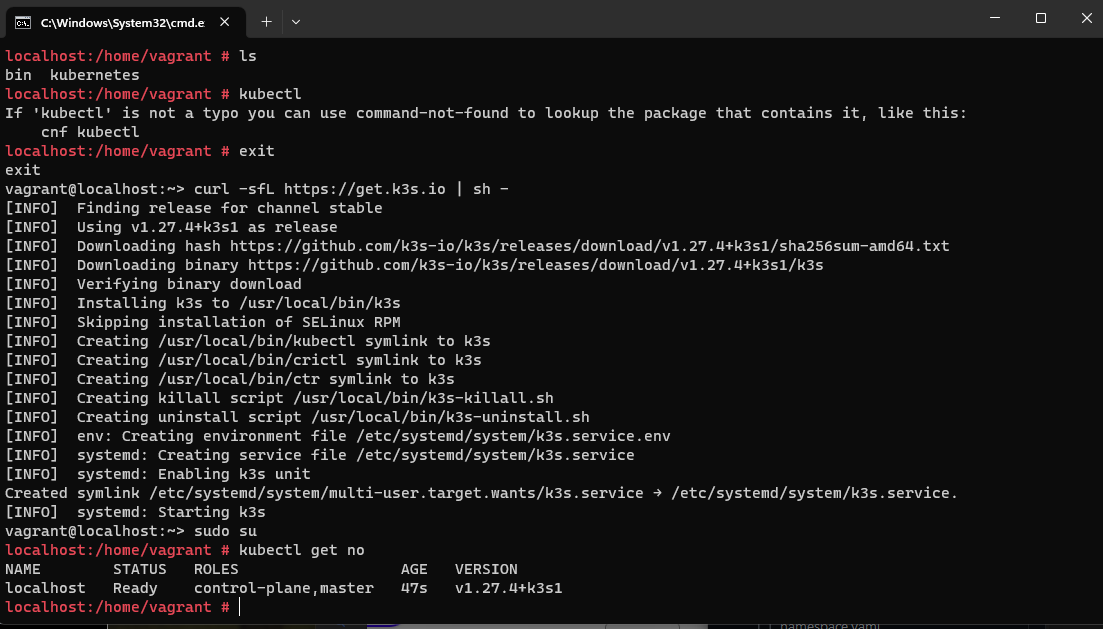 C:\Windows\System32\cmd.e
localhost:/home/vagrant # ls
bin  kubernetes
localhost:/home/vagrant # kubectl
If 'kubectl' is not a typo you can use command-not-found to lookup the package that contains it, like this:
    cnf kubectl
localhost:/home/vagrant # exit
exit
vagrant@localhost:~> curl -sfL https://get.k3s.io | sh -
[INFO]  Finding release for channel stable
[INFO]  Using v1.27.4+k3s1 as release
[INFO]  Downloading hash https://github.com/k3s-io/k3s/releases/download/v1.27.4+k3s1/sha256sum-amd64.txt
[INFO]  Downloading binary https://github.com/k3s-io/k3s/releases/download/v1.27.4+k3s1/k3s
[INFO]  Verifying binary download
[INFO]  Installing k3s to /usr/local/bin/k3s
[INFO]  Skipping installation of SELinux RPM
[INFO]  Creating /usr/local/bin/kubectl symlink to k3s
[INFO]  Creating /usr/local/bin/crictl symlink to k3s
[INFO]  Creating /usr/local/bin/ctr symlink to k3s
[INFO]  Creating killall script /usr/local/bin/k3s-killall.sh
[INFO]  Creating uninstall script /usr/local/bin/k3s-uninstall.sh
[INFO]  env: Creating environment file /etc/systemd/system/k3s.service.env
[INFO]  systemd: Creating service file /etc/systemd/system/k3s.service
[INFO]  systemd: Enabling k3s unit
Created symlink /etc/systemd/system/multi-user.target.wants/k3s.service → /etc/systemd/system/k3s.service.
[INFO]  systemd: Starting k3s
vagrant@localhost:~> sudo su
localhost:/home/vagrant # kubectl get no
NAME        STATUS   ROLES                  AGE   VERSION
localhost   Ready    control-plane,master   47s   v1.27.4+k3s1
localhost:/home/vagrant #
namespace.yaml